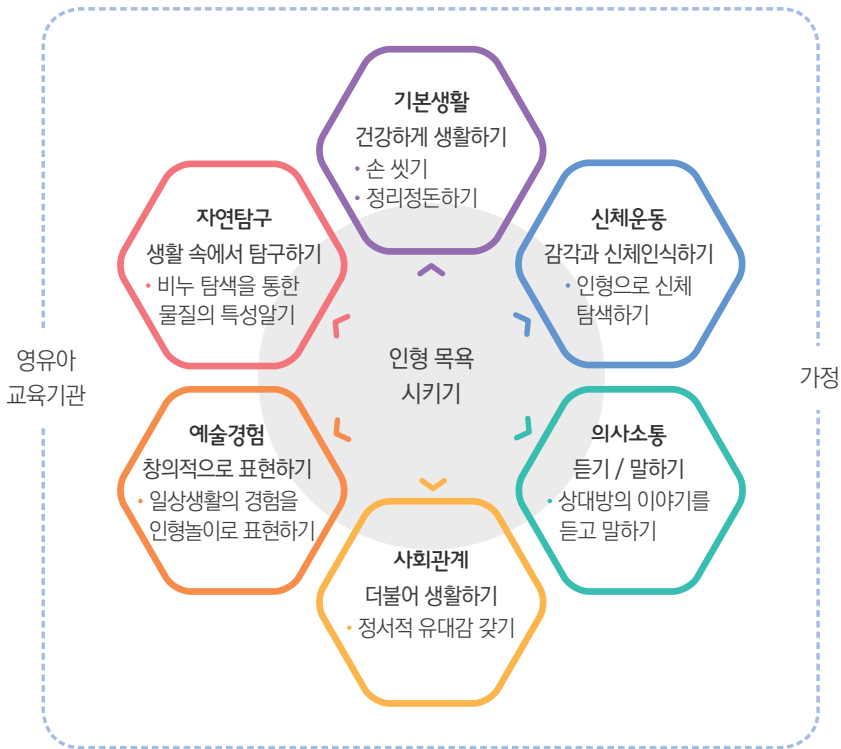 기본생활
건강하게 생활하기
• 손 씻기
• 정리정돈하기
자연탐구
생활 속에서 탐구하기
• 비누 탐색을 통한
물질의 특성알기
신체운동
감각과 신체인식하기
• 인형으로 신체
탐색하기
영유아
교육기관
인형 목욕
시키기
가정
예술경험
창의적으로 표현하기
• 일상생활의 경험을
인형놀이로 표현하기
의사소통
듣기 / 말하기
• 상대방의 이야기를
듣고 말하기
사회관계
더불어 생활하기
• 정서적 유대감 갖기